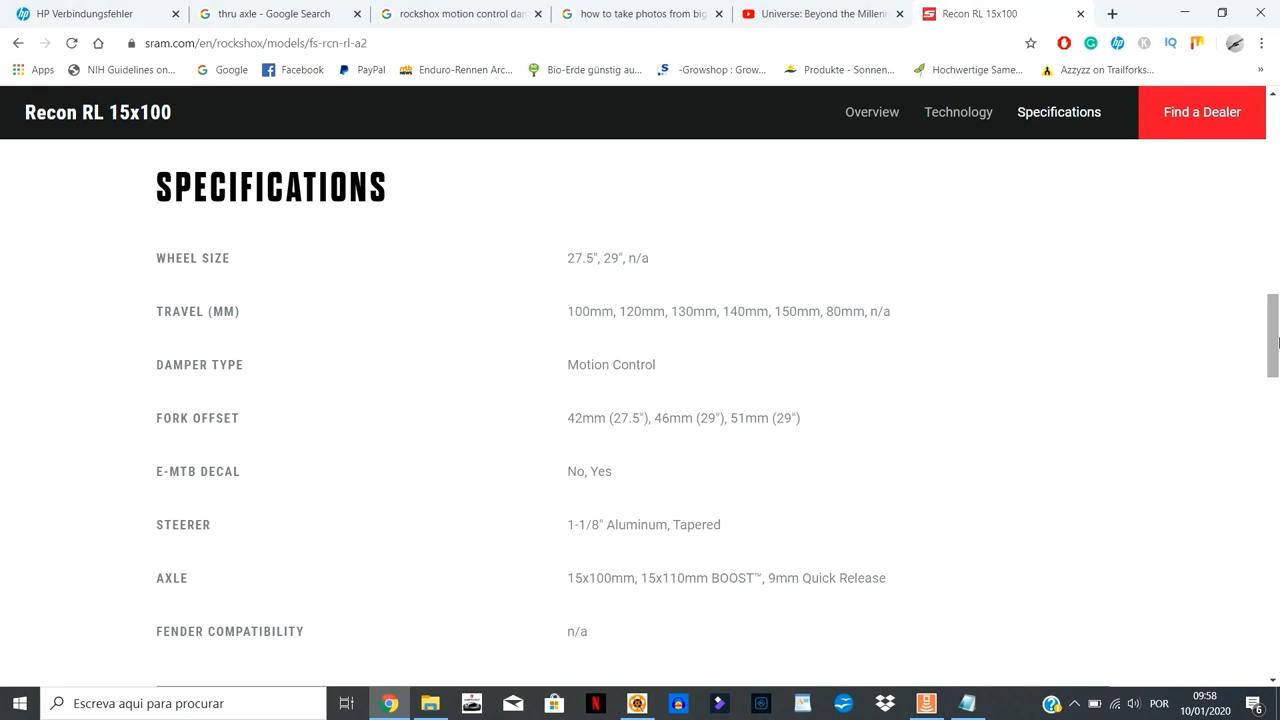 HP Verbindungsfehler
thru axle - Google Search
rockshox motion control dan
how to take photos from big
Universe: Beyond the Millenn
Recon RL 15x100
sram.com/en/rockshox/models/fs-rcn-rl-a2
Apps
NIH Guidelines on...
Google
Facebook
PayPal
Enduro-Rennen Arc...
Bio-Erde günstig au...
-Growshop : Grow...
Produkte - Sonnen...
Hochwertige Same...
Azzyzz on Trailforks...
Recon RL 15x100
Overview
Technology
Specifications
Find a Dealer
SPECIFICATIONS
WHEEL SIZE 27.5", 29", n/a
TRAVEL (MM) 100mm, 120mm, 130mm, 140mm, 150mm, 80mm, n/a
DAMPER TYPE Motion Control
FORK OFFSET 42mm (27.5"), 46mm (29"), 51mm (29")
E-MTB DECAL No, Yes
STEERER 1-1/8" Aluminum, Tapered
AXLE 15x100mm, 15x110mm BOOST™, 9mm Quick Release
FENDER COMPATIBILITY n/a
Escreva aqui para procurar
POR
09:58
10/01/2020
6